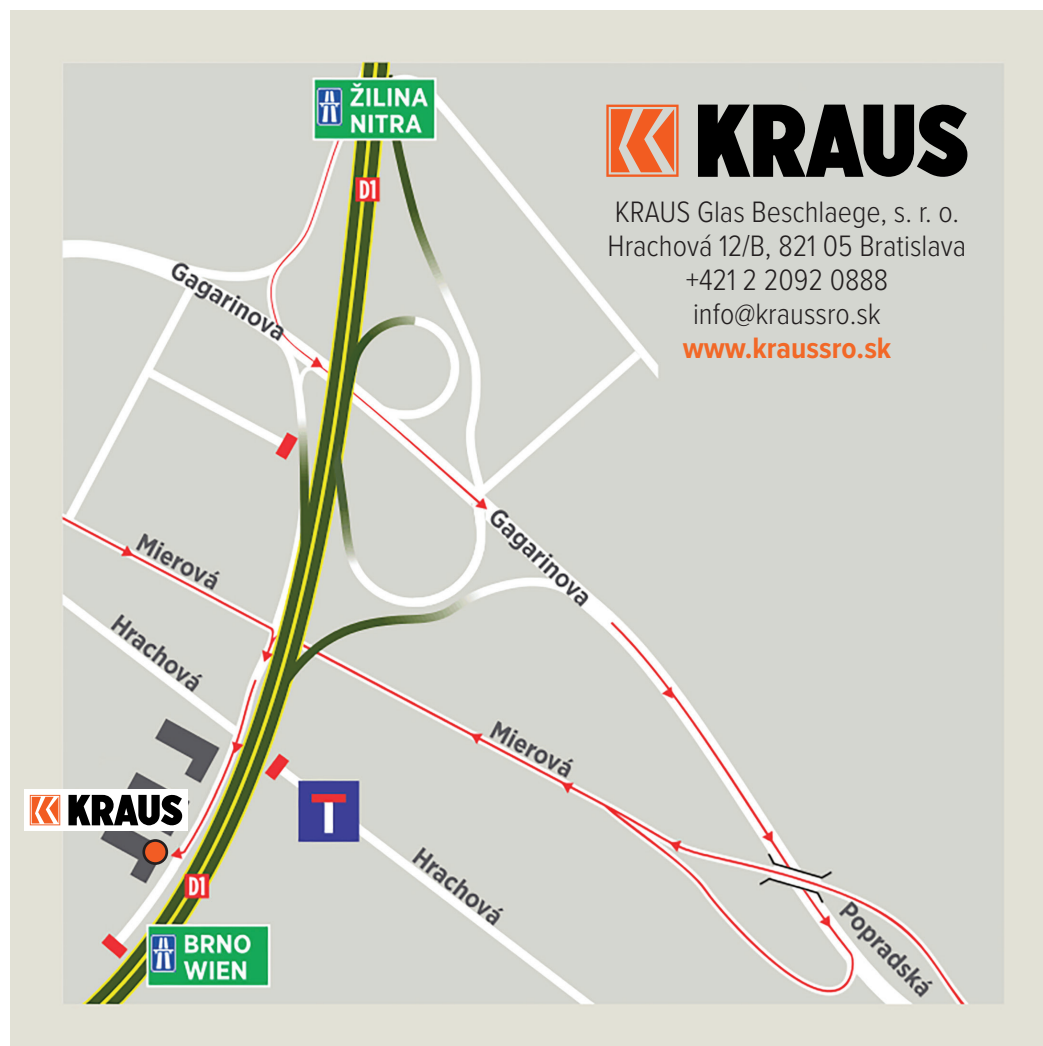 ŽILINA
NITRA
D1
KRAUS
KRAUS Glas Beschlaege, s. r. o.
Hrachová 12/B, 821 05 Bratislava
+421 2 2092 0888
info@kraussro.sk
www.kraussro.sk
Gagarinova
Gagarinova
Mierová
Hrachová
Mierová
KRAUS
Hrachová
D1
Popradská
BRNO
WIEN